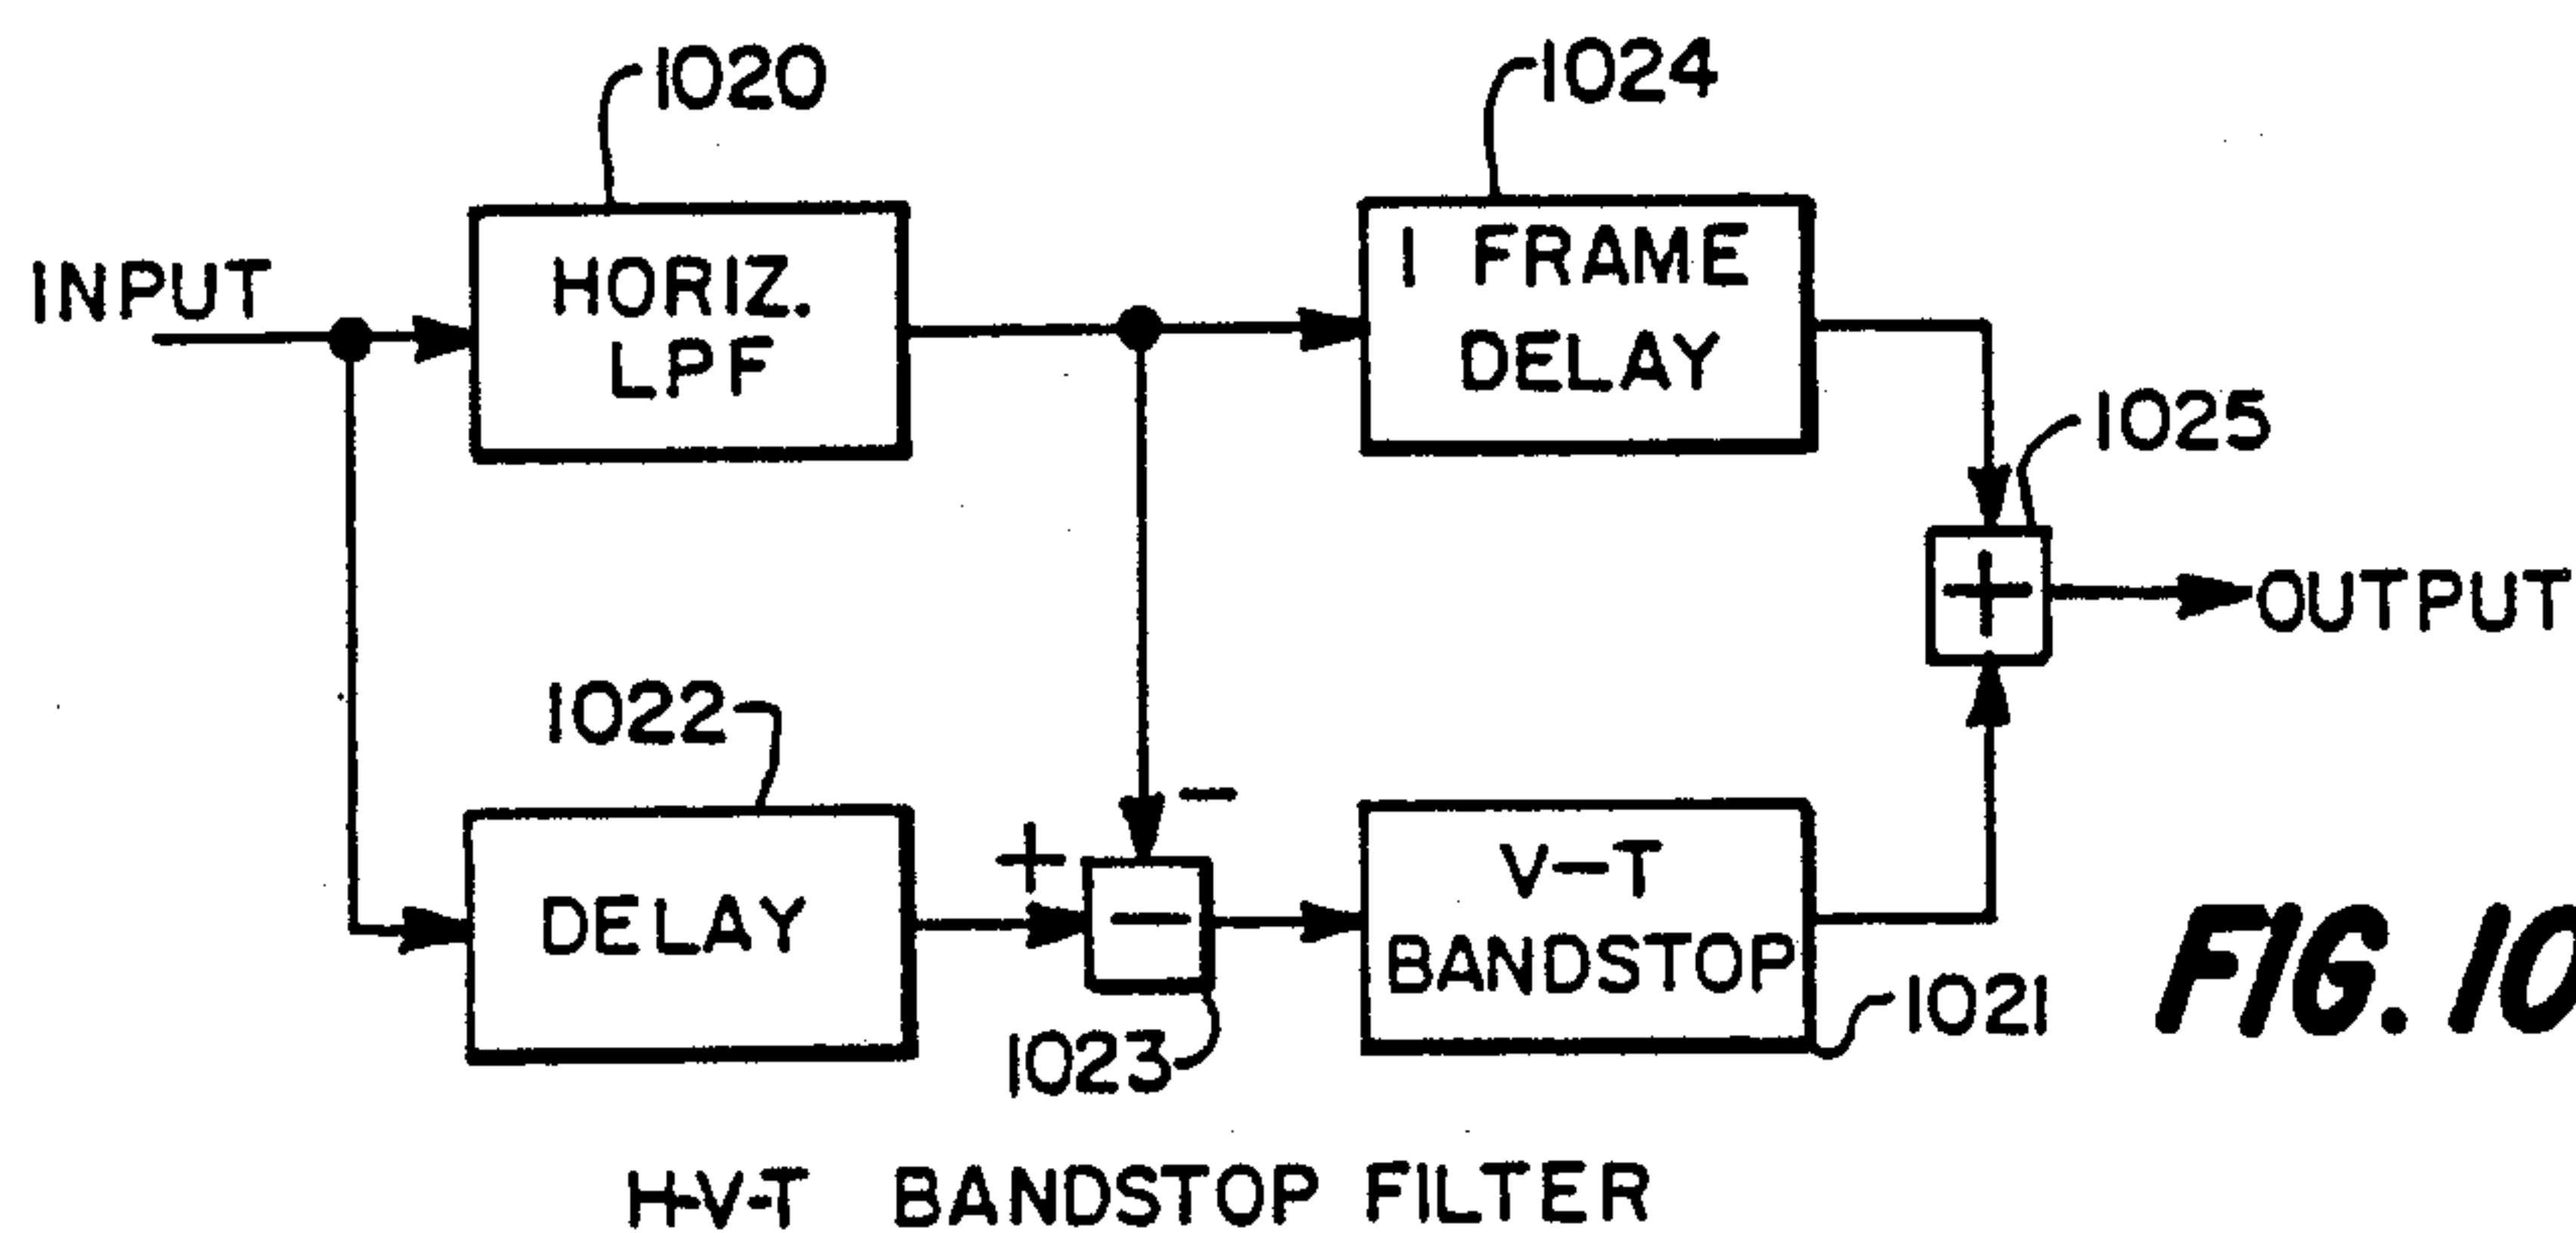 1020
1024
INPUT
HORIZ.
LPF
1 FRAME
DELAY
1025
+
OUTPUT
1022
DELAY
+
-
-
V-T
BANDSTOP
1023
1021
FIG. 10
H-V-T BANDSTOP FILTER